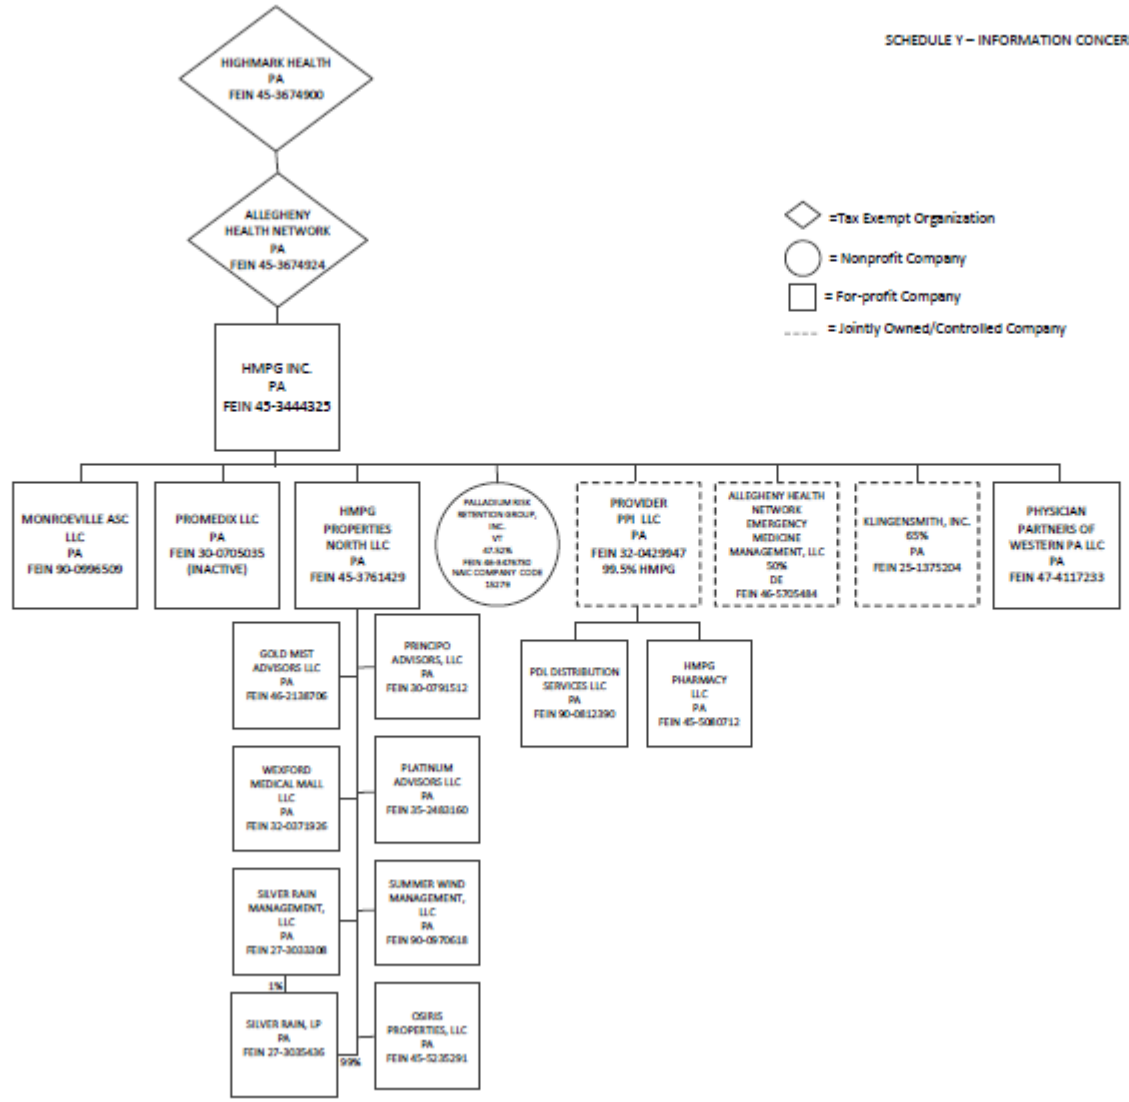 SCHEDULE Y – INFORMATION CONCER
HIGHMARK HEALTH
PA
FEIN 45-3674900
ALLEGHENY
HEALTH NETWORK
PA
FEIN 45-3674924
=Tax Exempt Organization
= Nonprofit Company
= For-profit Company
= Jointly Owned/Controlled Company
HMPG INC.
PA
FEIN 45-3444325
MONROEVILLE ASC
LLC
PA
FEIN 90-0996509
PROMEDIX LLC
PA
FEIN 30-0705035
(INACTIVE)
HMPG
PROPERTIES
NORTH LLC
PA
FEIN 45-3761429
PALLADIUM RISK
RETENTION GROUP,
INC.
VT
47.52%
FEIN
NAIC COMPANY CODE
15279
PROVIDER
PPI LLC
PA
FEIN 32-0429947
99.5% HMPG
ALLEGHENY HEALTH
NETWORK
EMERGENCY
MEDICINE
MANAGEMENT, LLC
50%
DE
FEIN 46-5705484
KLINGENSMITH, INC.
65%
PA
FEIN 25-1375204
PHYSICIAN
PARTNERS OF
WESTERN PA LLC
PA
FEIN 47-4117233
GOLD MIST
ADVISORS LLC
PA
FEIN 46-2138706
PRINCIPO
ADVISORS, LLC
PA
FEIN 30-0791512
PDL DISTRIBUTION
SERVICES LLC
PA
FEIN 90-0812390
HMPG
PHARMACY
LLC
PA
FEIN 45-5080712
WEXFORD
MEDICAL MALL
LLC
PA
FEIN 32-0371926
PLATINUM
ADVISORS LLC
PA
FEIN 35-2483160
SILVER RAIN
MANAGEMENT,
LLC
PA
FEIN 27-3033308
SUMMER WIND
MANAGEMENT,
LLC
PA
FEIN 90-0970618
1%
SILVER RAIN, LP
PA
FEIN 27-3035436
99%
OSIRIS
PROPERTIES, LLC
PA
FEIN 45-5235291